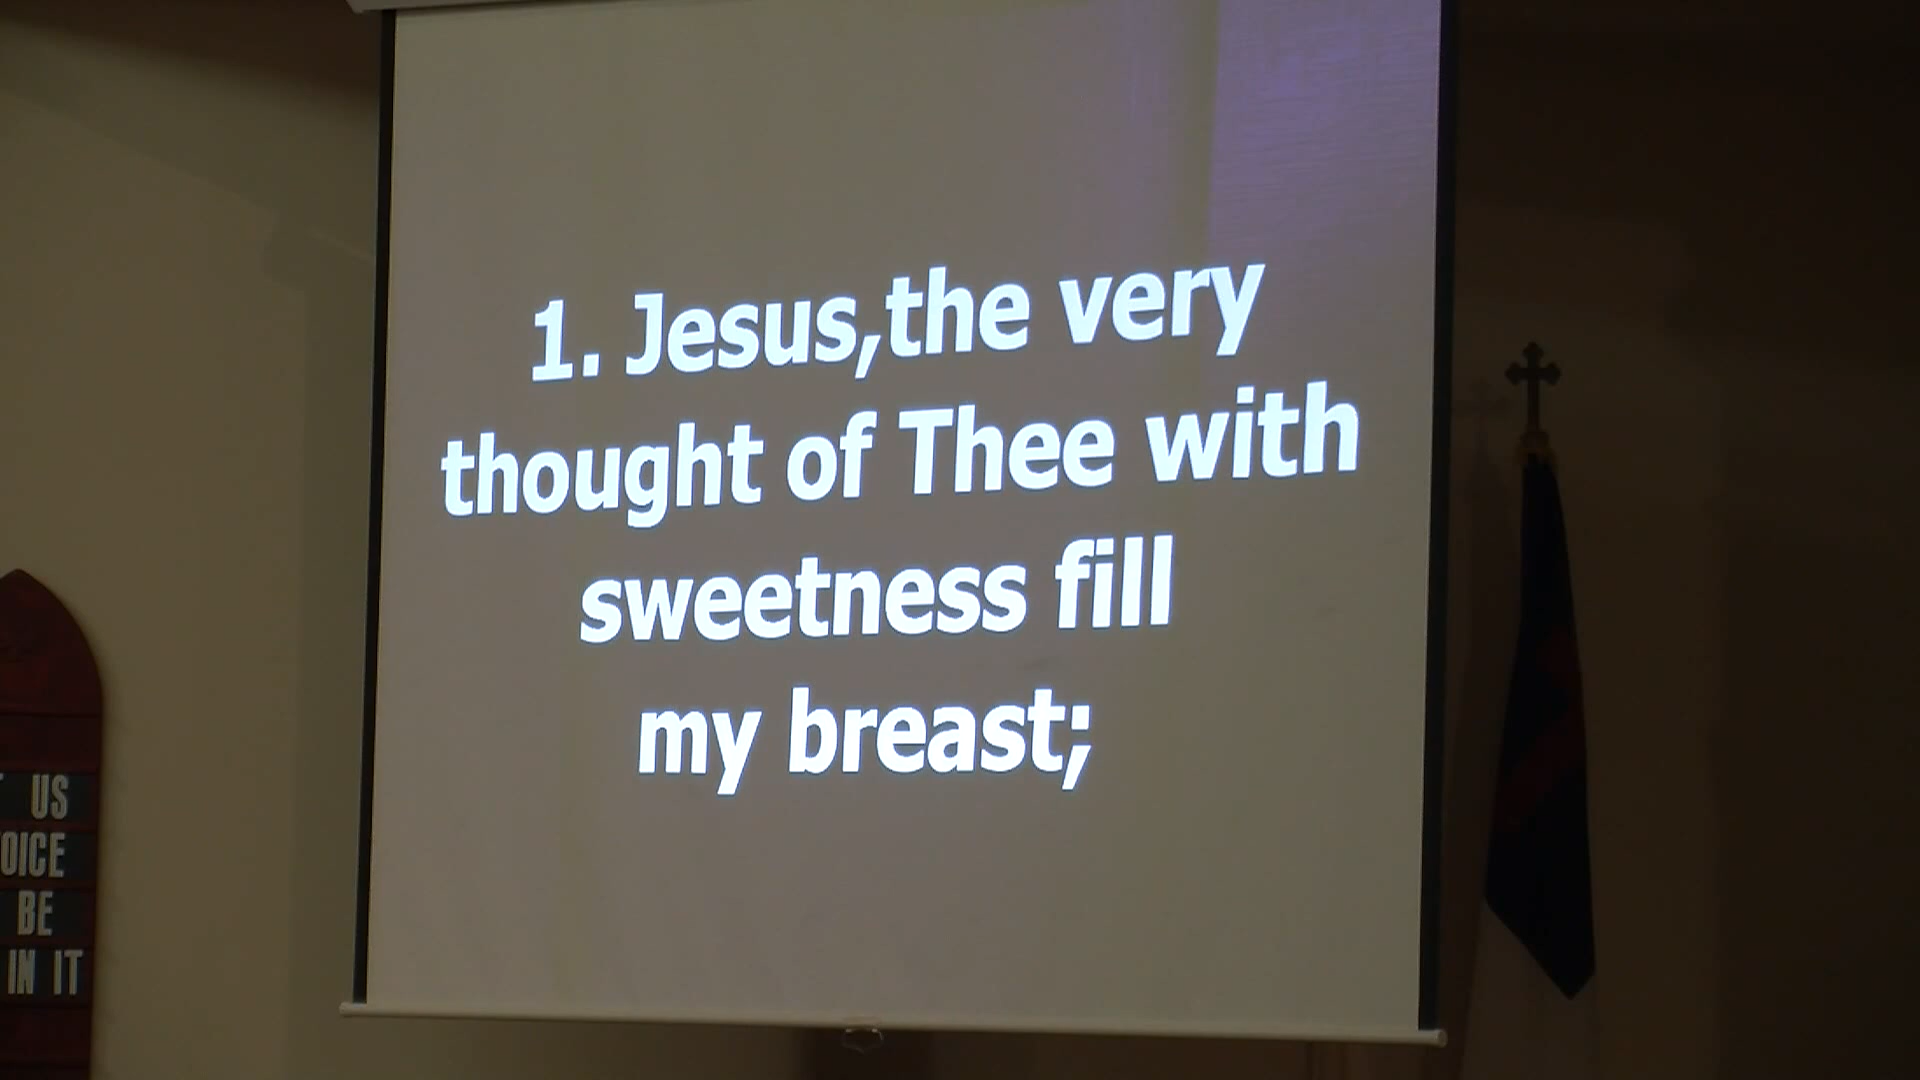 1. Jesus,the very
thought of Thee with
sweetness fill
my breast;
US
OICE
BE
IN IT